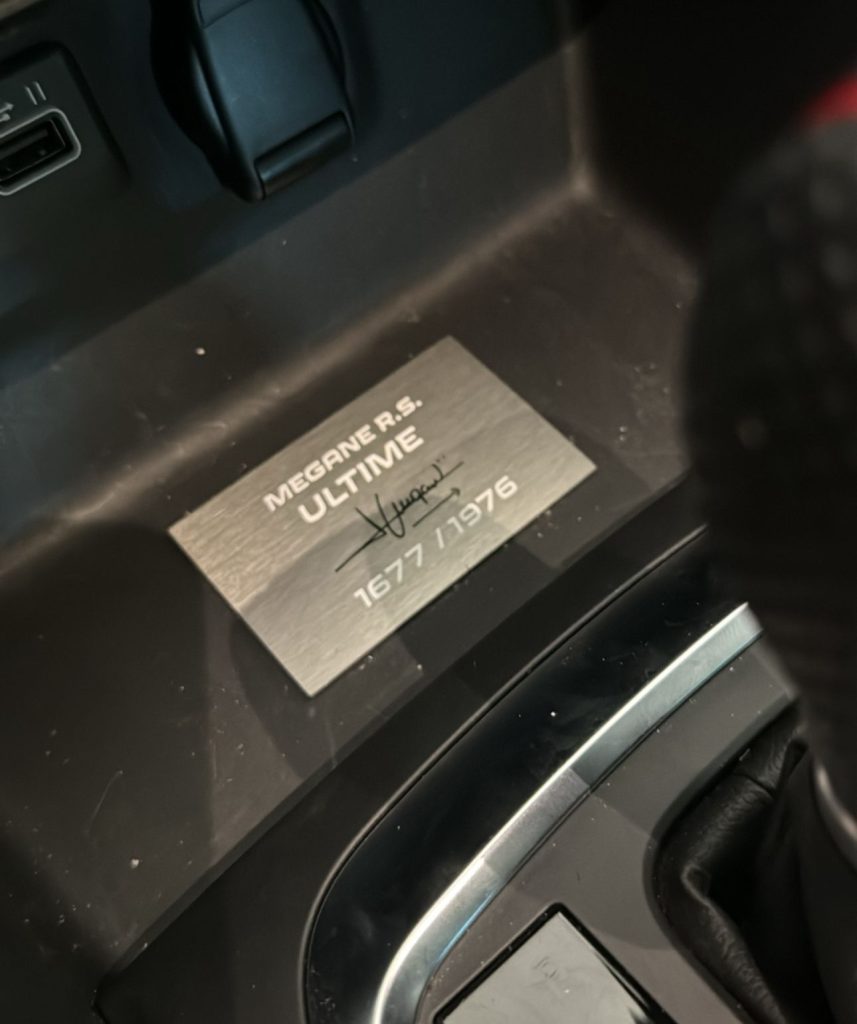 MEGANE R.S.
ULTIME
1677 / 1976